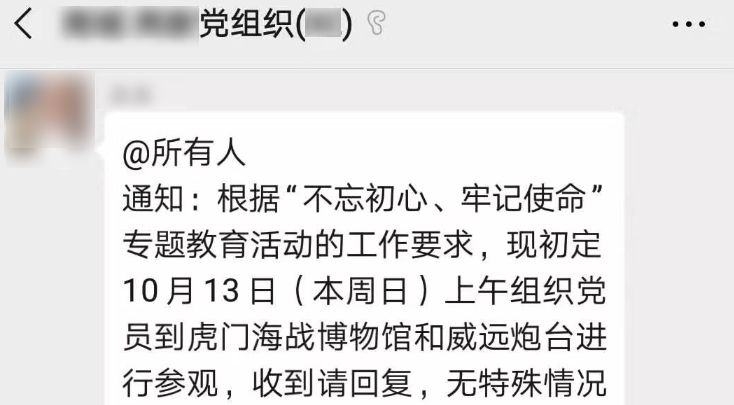 党组织( )
@所有人
通知：根据“不忘初心、牢记使命”
专题教育活动的工作要求，现初定
10月13日（本周日）上午组织党
员到虎门海战博物馆和威远炮台进
行参观，收到请回复，无特殊情况